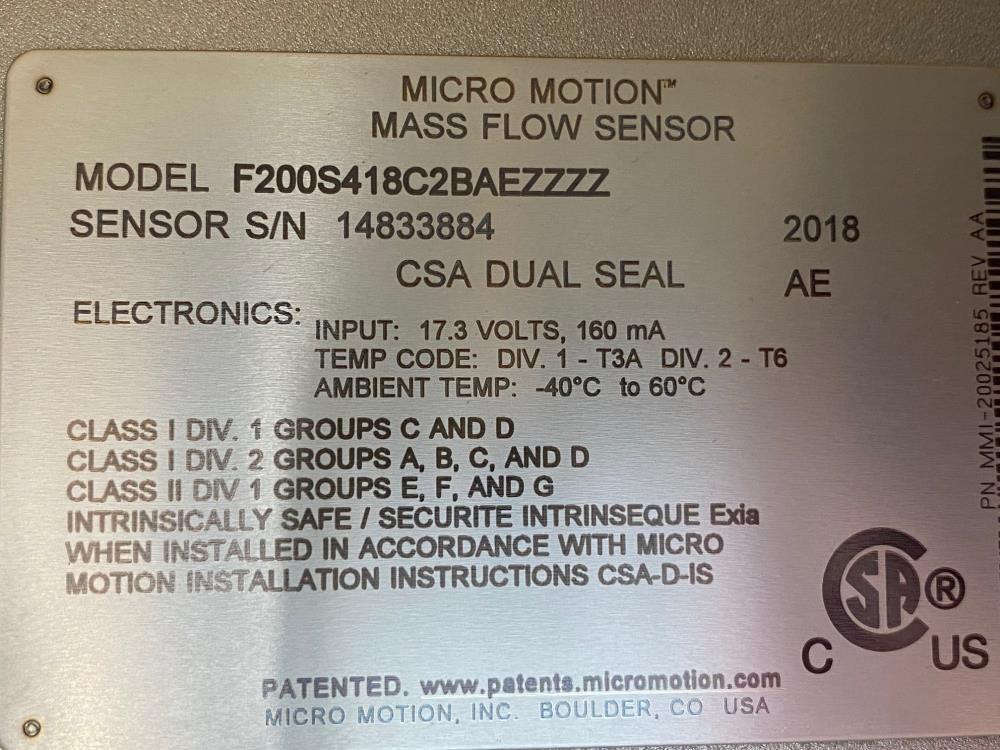 MICRO MOTION™
MASS FLOW SENSOR
MODEL F200S418C2BAEZZZZ
SENSOR S/N 14833884 2018
CSA DUAL SEAL AE
ELECTRONICS:
INPUT: 17.3 VOLTS, 160 mA
TEMP CODE: DIV. 1 - T3A DIV. 2 - T6
AMBIENT TEMP: -40°C to 60°C
CLASS I DIV. 1 GROUPS C AND D
CLASS I DIV. 2 GROUPS A, B, C, AND D
CLASS II DIV 1 GROUPS E, F, AND G
INTRINSICALLY SAFE / SECURITE INTRINSEQUE Exia
WHEN INSTALLED IN ACCORDANCE WITH MICRO
MOTION INSTALLATION INSTRUCTIONS CSA-D-IS
C CSA® US
PATENTED. www.patents.micromotion.com
MICRO MOTION, INC. BOULDER, CO USA
PN MMI-20025185 REV AA